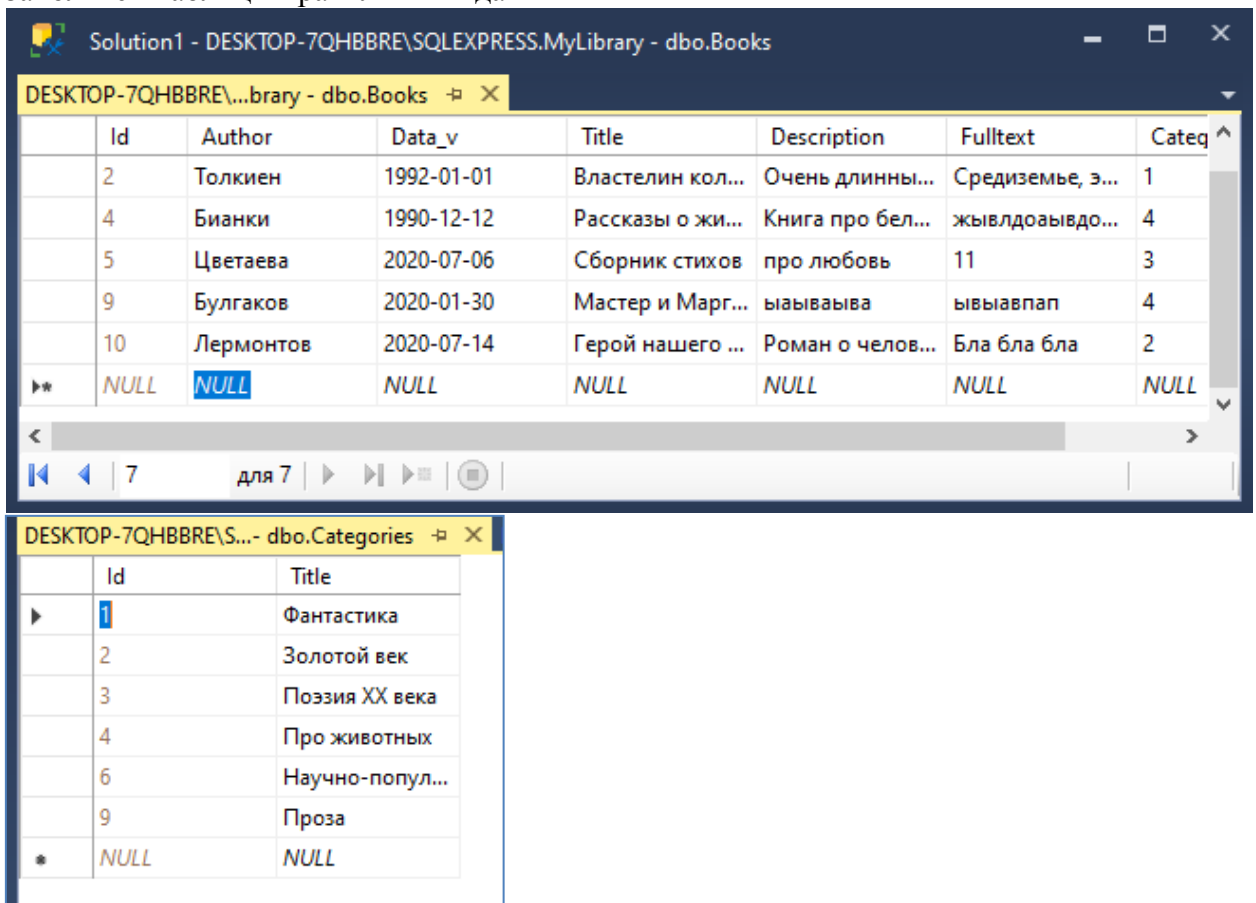 Solution1 - DESKTOP-7QHBBRE\SQLEXPRESS.MyLibrary - dbo.Books
DESKTOP-7QHBBRE\...brary - dbo.Books
Id Author Data_v Title Description Fulltext Categ
2 Толкиен 1992-01-01 Властелин кол... Очень длинны... Средиземье, э... 1
4 Бианки 1990-12-12 Рассказы о жи... Книга про бел... жывлдоаывдо... 4
5 Цветаева 2020-07-06 Сборник стихов про любовь 11 3
9 Булгаков 2020-01-30 Мастер и Марг... ыаываыва ывыавпап 4
10 Лермонтов 2020-07-14 Герой нашего ... Роман о челов... Бла бла бла 2
NULL NULL NULL NULL NULL NULL NULL
7 для 7
DESKTOP-7QHBBRE\S...- dbo.Categories
Id Title
1 Фантастика
2 Золотой век
3 Поэзия XX века
4 Про животных
6 Научно-попул...
9 Проза
NULL NULL